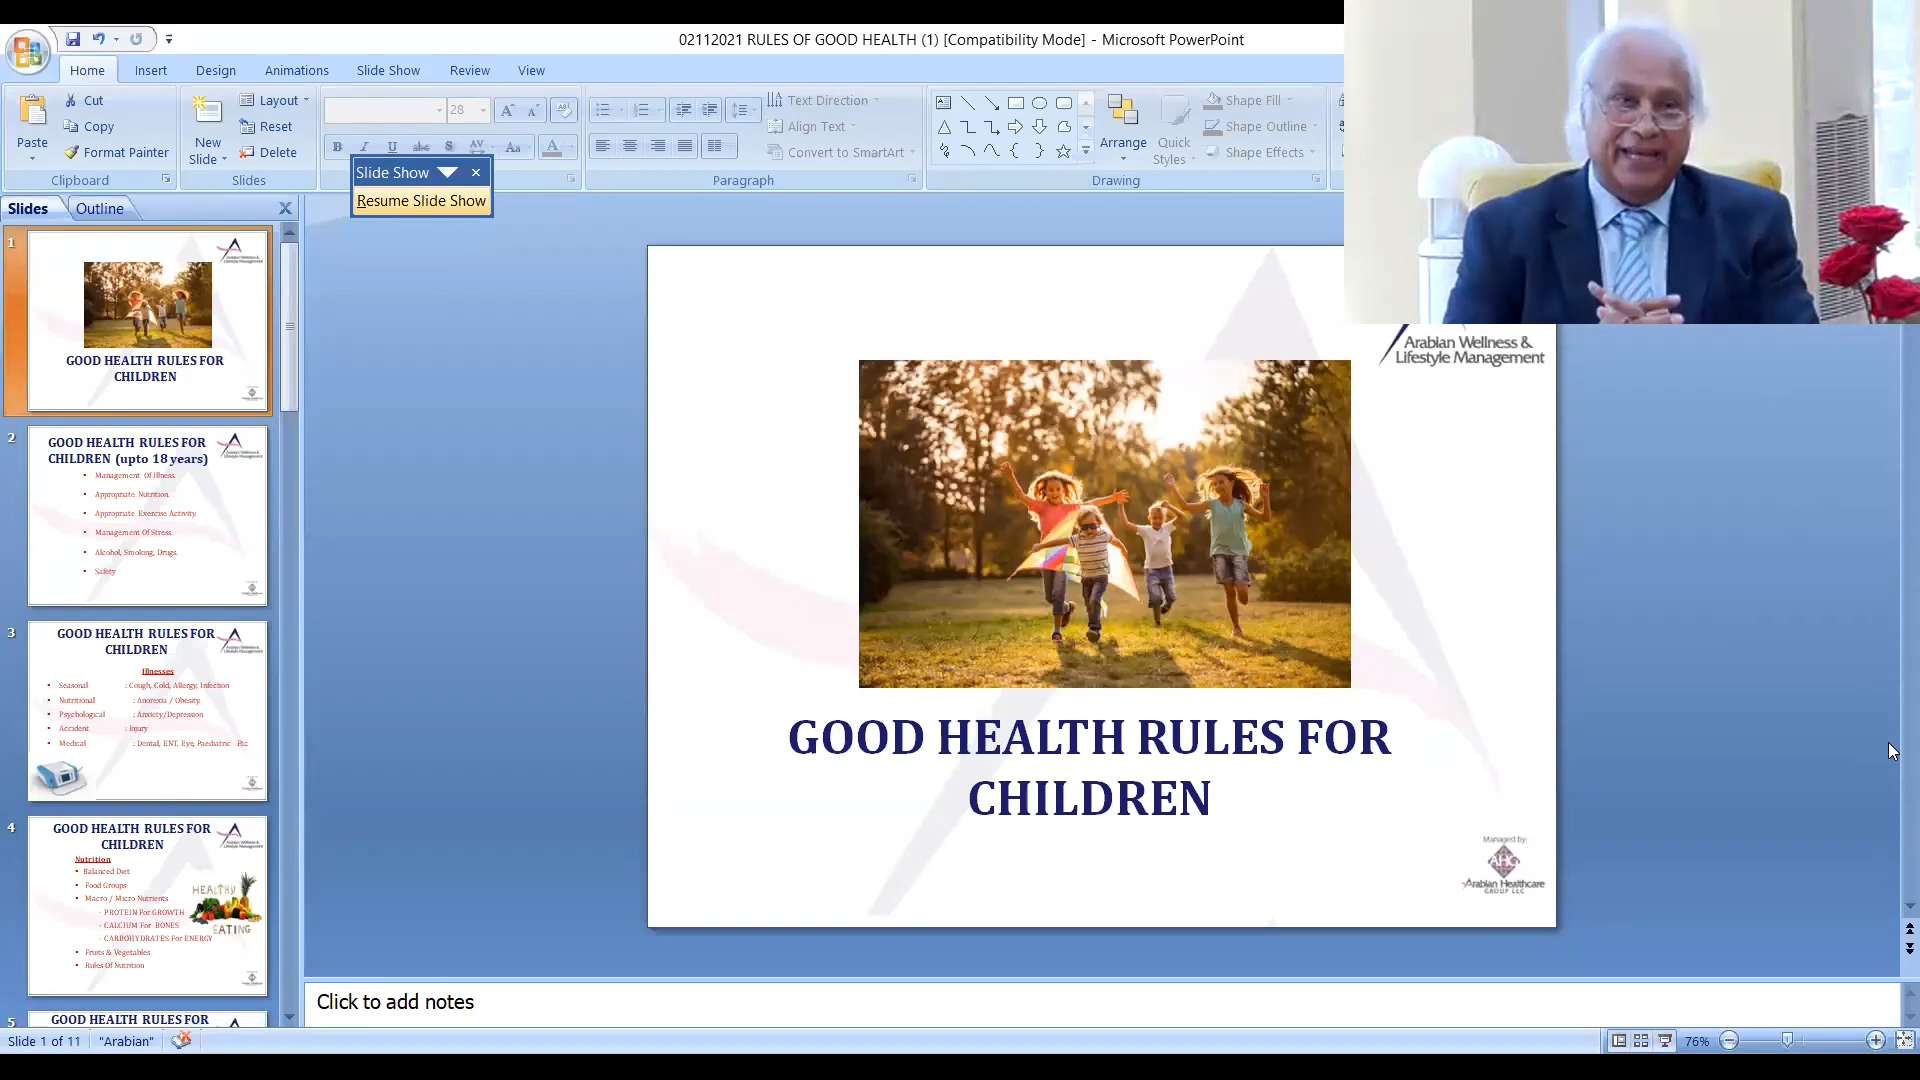 02112021 RULES OF GOOD HEALTH (1) [Compatibility Mode] - Microsoft PowerPoint
Home Insert Design Animations Slide Show Review View
Paste
Cut
Copy
Format Painter
Clipboard
New Slide
Layout
Reset
Delete
Slides
28
B I U abc S AV Aa A
Slide Show
Resume Slide Show
Text Direction
Align Text
Convert to SmartArt
Paragraph
Arrange
Quick Styles
Shape Fill
Shape Outline
Shape Effects
Drawing
Slides Outline
1
GOOD HEALTH RULES FOR
CHILDREN
2
GOOD HEALTH RULES FOR
CHILDREN (upto 18 years)
Management Of Illness.
Appropriate Nutrition.
Appropriate Exercise Activity.
Management Of Stress.
Alcohol, Smoking, Drugs.
Safety
3
GOOD HEALTH RULES FOR
CHILDREN
Illnesses
Seasonal : Cough, Cold, Allergy, Infection
Nutritional : Anorexia / Obesity.
Psychological : Anxiety/Depression
Accident : Injury
Medical : Dental, ENT, Eye, Paediatric Etc.
4
GOOD HEALTH RULES FOR
CHILDREN
Nutrition
Balanced Diet
Food Groups
Macro / Micro Nutrients
- PROTEIN For GROWTH
- CALCIUM For BONES
- CARBOHYDRATES For ENERGY
Fruits & Vegetables
Rules Of Nutrition
HEALTHY
EATING
5
GOOD HEALTH RULES FOR
Arabian Wellness &
Lifestyle Management
GOOD HEALTH RULES FOR
CHILDREN
Managed by:
AHG
Arabian Healthcare
GROUP LLC
Click to add notes
Slide 1 of 11 "Arabian" 76%